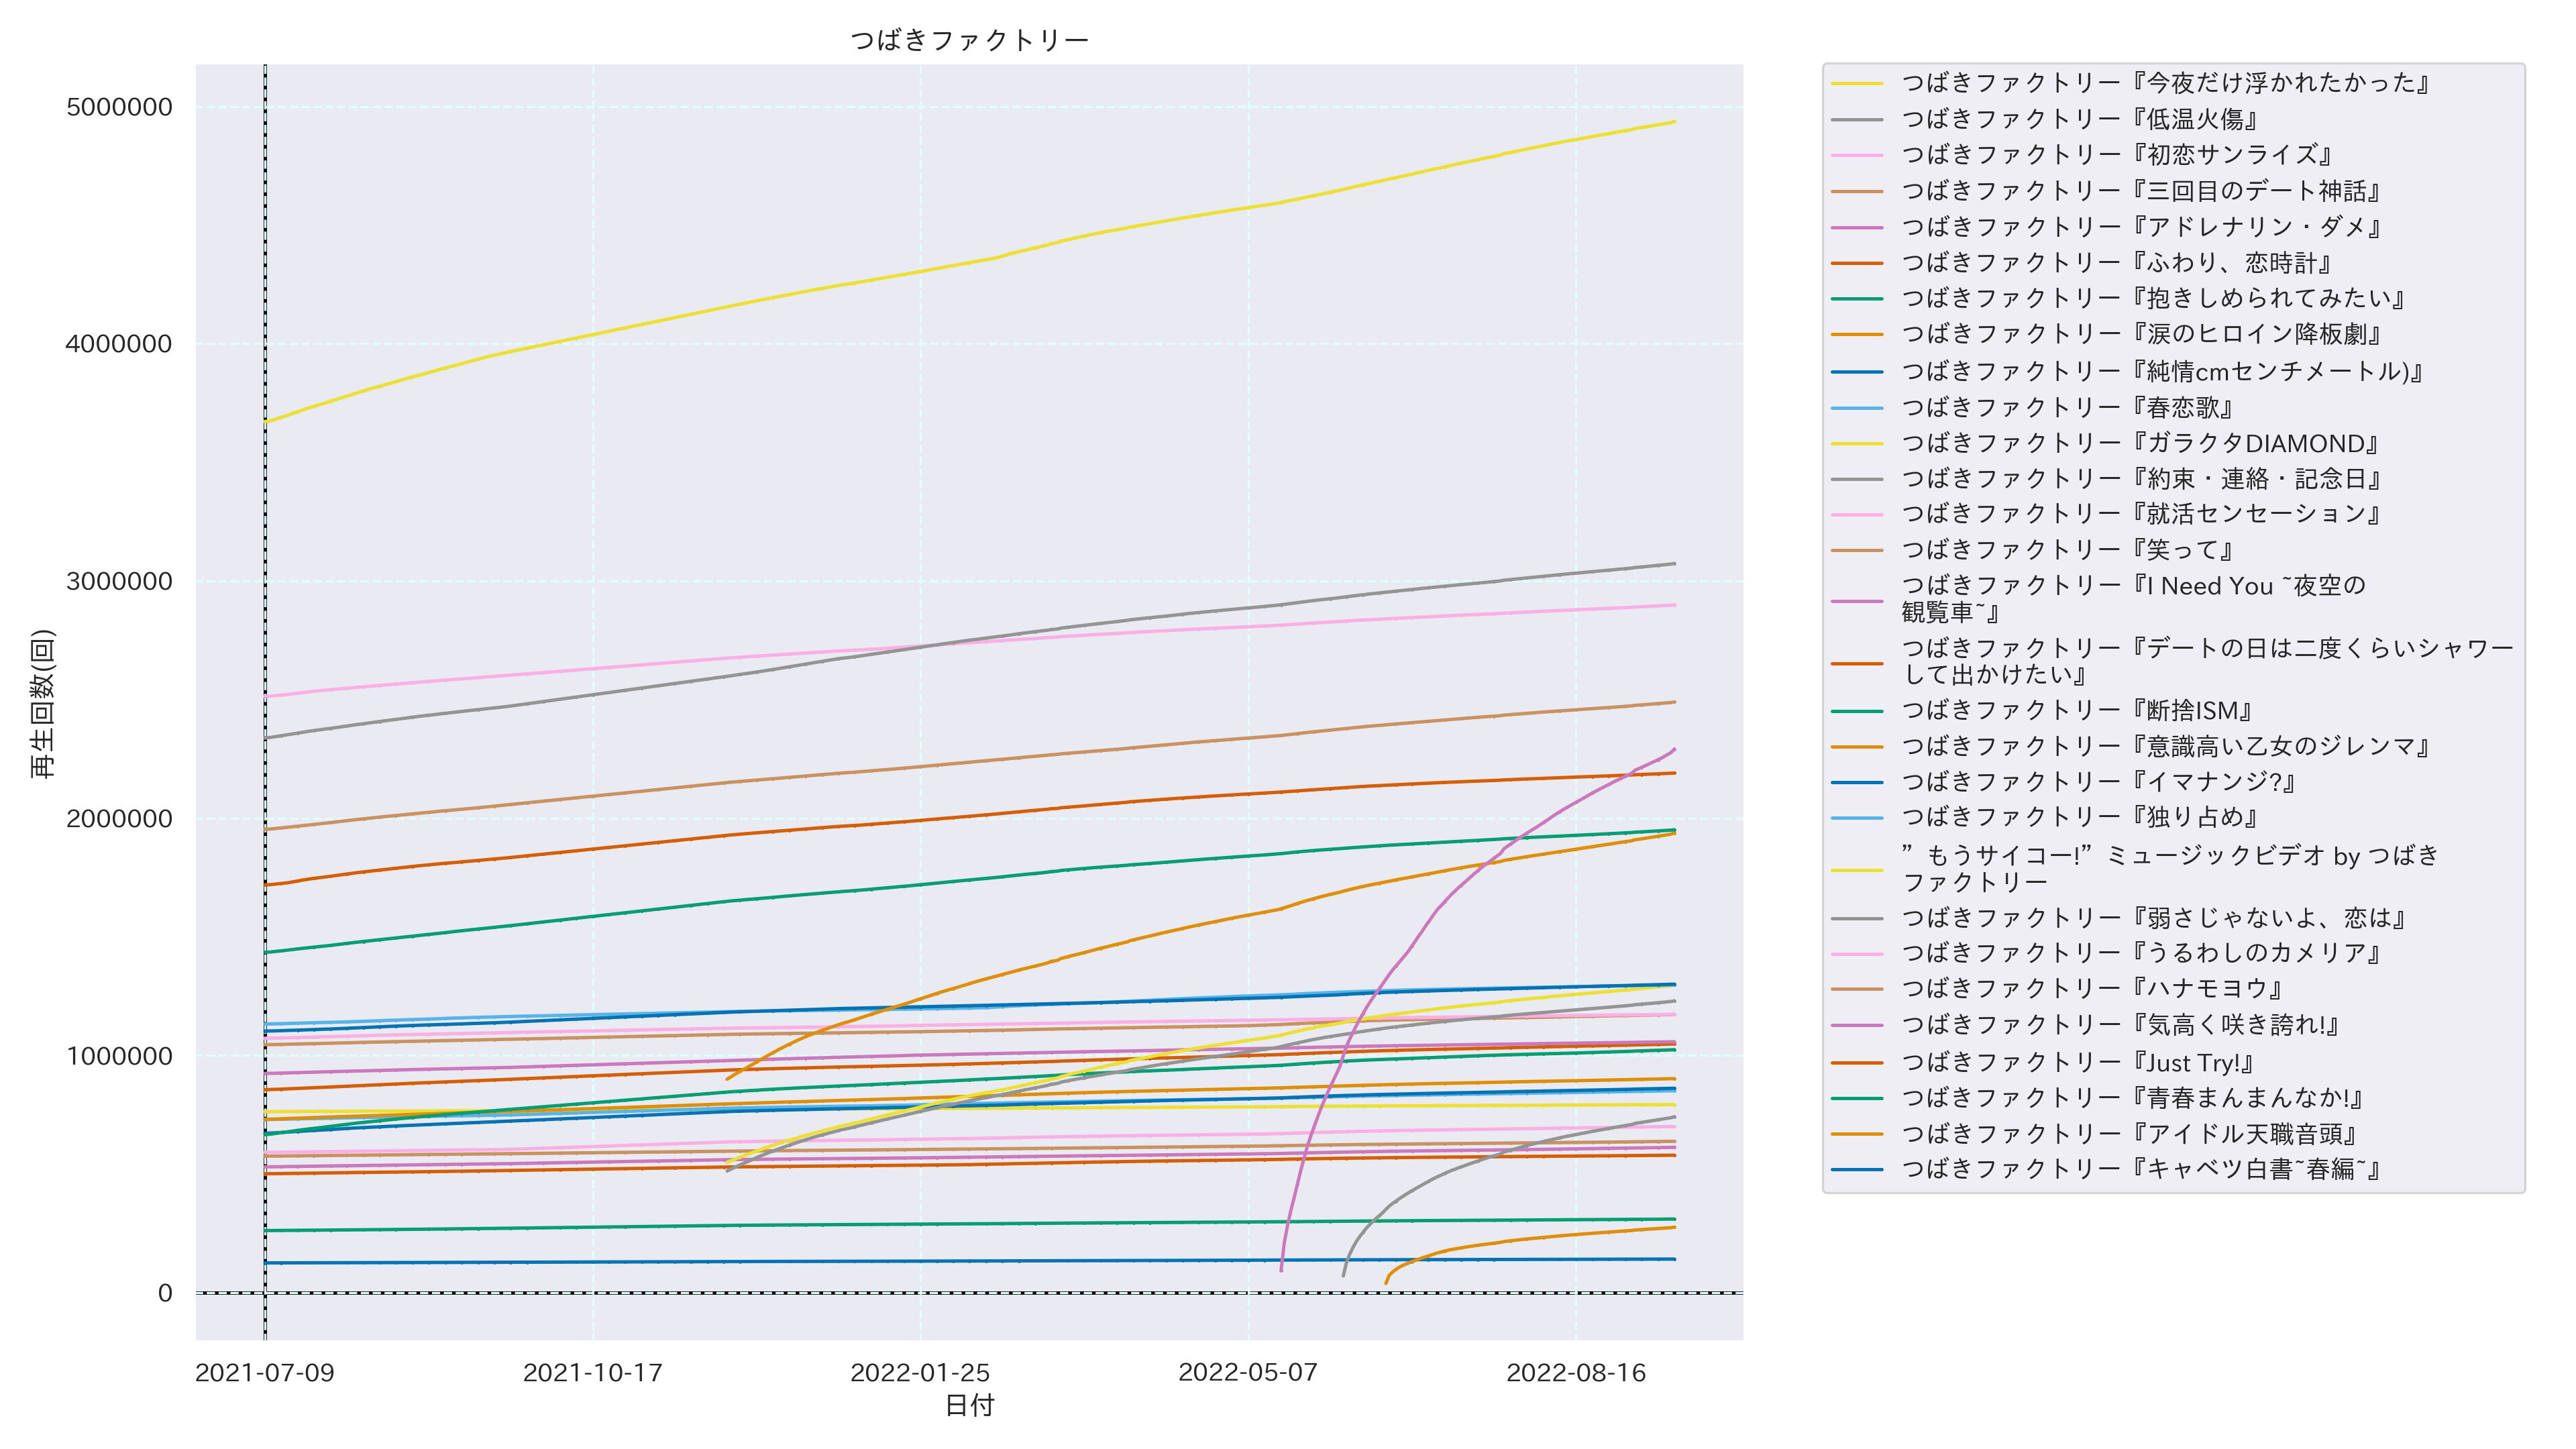 つばきファクトリー
5000000
4000000
3000000
2000000
1000000
0
再生回数(回)
2021-07-09
2021-10-17
2022-01-25
2022-05-07
2022-08-16
日付
つばきファクトリー『今夜だけ浮かれたかった』
つばきファクトリー『低温火傷』
つばきファクトリー『初恋サンライズ』
つばきファクトリー『三回目のデート神話』
つばきファクトリー『アドレナリン・ダメ』
つばきファクトリー『ふわり、恋時計』
つばきファクトリー『抱きしめられてみたい』
つばきファクトリー『涙のヒロイン降板劇』
つばきファクトリー『純情cmセンチメートル)』
つばきファクトリー『春恋歌』
つばきファクトリー『ガラクタDIAMOND』
つばきファクトリー『約束・連絡・記念日』
つばきファクトリー『就活センセーション』
つばきファクトリー『笑って』
つばきファクトリー『I Need You ~夜空の
観覧車~』
つばきファクトリー『デートの日は二度くらいシャワー
して出かけたい』
つばきファクトリー『断捨ISM』
つばきファクトリー『意識高い乙女のジレンマ』
つばきファクトリー『イマナンジ?』
つばきファクトリー『独り占め』
”もうサイコー!”ミュージックビデオ by つばき
ファクトリー
つばきファクトリー『弱さじゃないよ、恋は』
つばきファクトリー『うるわしのカメリア』
つばきファクトリー『ハナモヨウ』
つばきファクトリー『気高く咲き誇れ!』
つばきファクトリー『Just Try!』
つばきファクトリー『青春まんまんなか!』
つばきファクトリー『アイドル天職音頭』
つばきファクトリー『キャベツ白書~春編~』